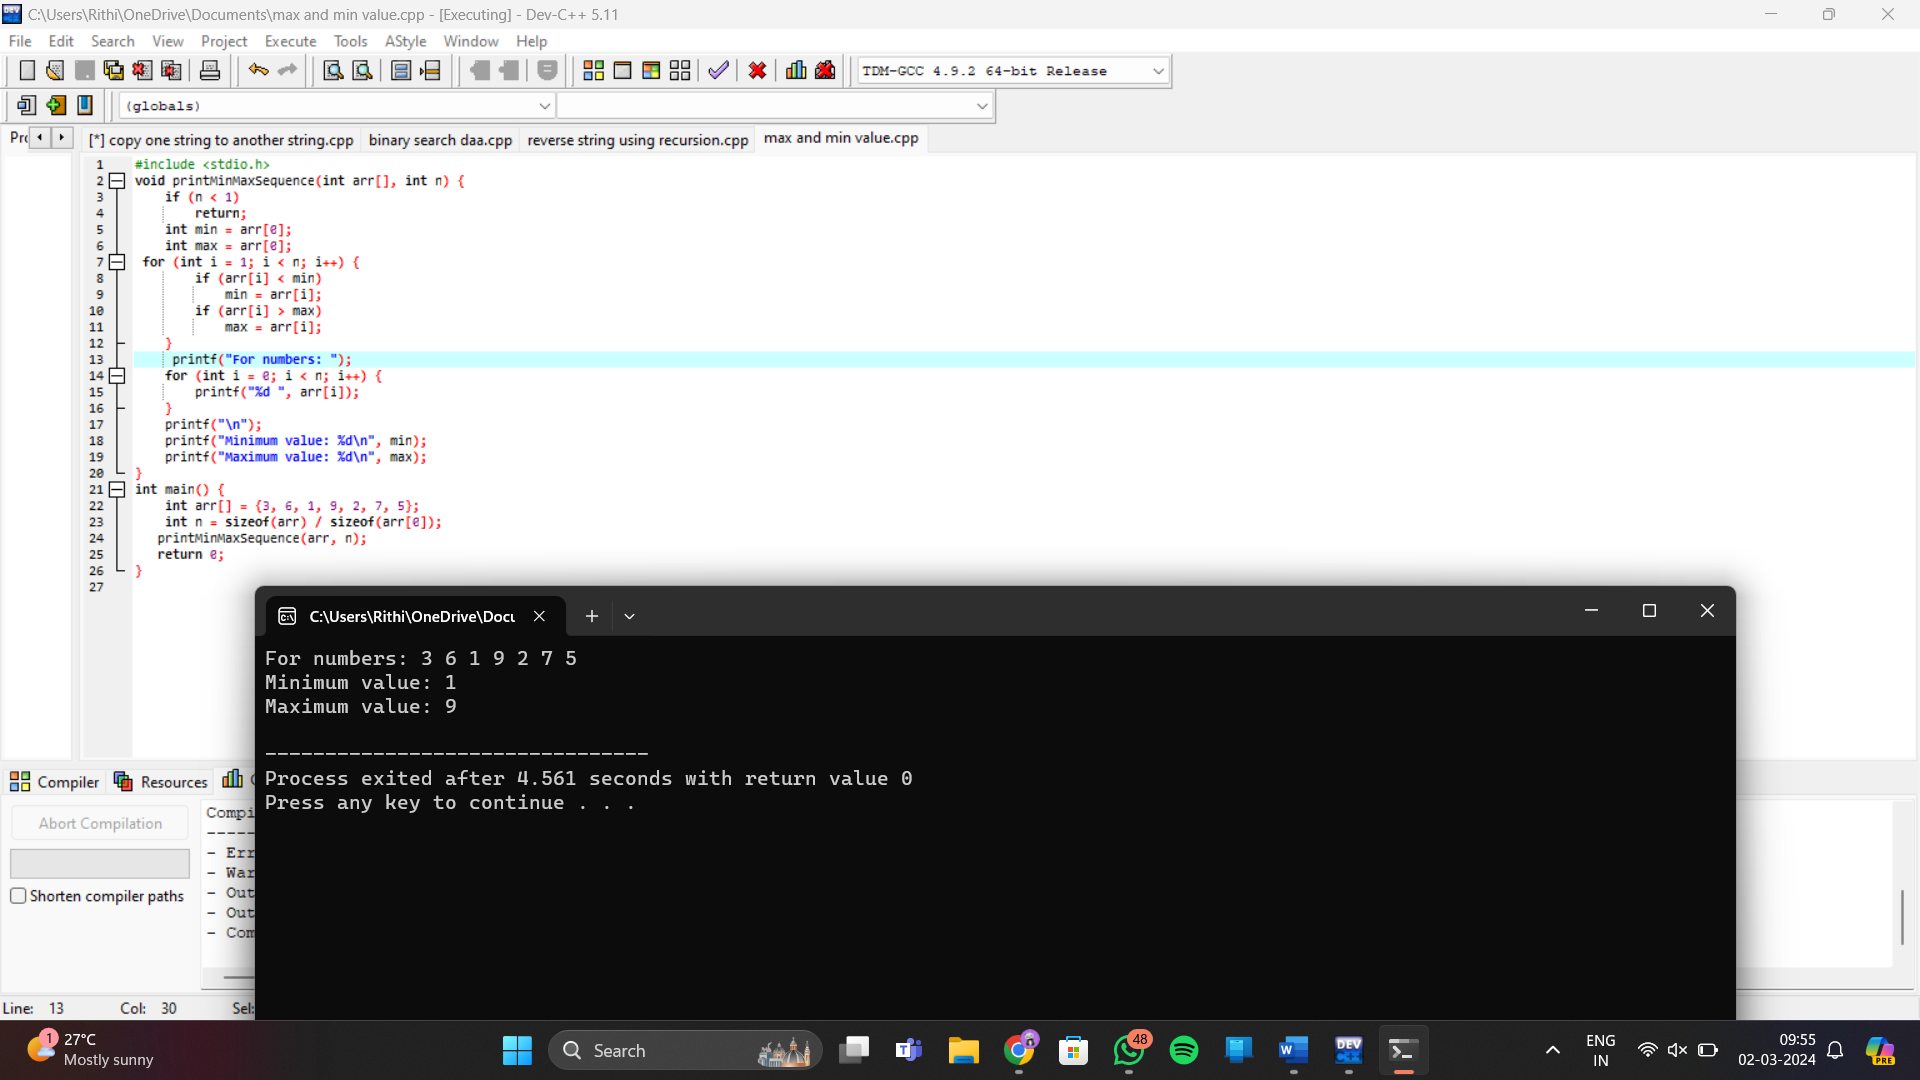 C:\Users\Rithi\OneDrive\Documents\max and min value.cpp - [Executing] - Dev-C++ 5.11
File Edit Search View Project Execute Tools AStyle Window Help
TDM-GCC 4.9.2 64-bit Release
(globals)
[*] copy one string to another string.cpp binary search daa.cpp reverse string using recursion.cpp max and min value.cpp
1 #include <stdio.h>
2 void printMinMaxSequence(int arr[], int n) {
3 if (n < 1)
4 return;
5 int min = arr[0];
6 int max = arr[0];
7 for (int i = 1; i < n; i++) {
8 if (arr[i] < min)
9 min = arr[i];
10 if (arr[i] > max)
11 max = arr[i];
12 }
13 printf("For numbers: ");
14 for (int i = 0; i < n; i++) {
15 printf("%d ", arr[i]);
16 }
17 printf("\n");
18 printf("Minimum value: %d\n", min);
19 printf("Maximum value: %d\n", max);
20 }
21 int main() {
22 int arr[] = {3, 6, 1, 9, 2, 7, 5};
23 int n = sizeof(arr) / sizeof(arr[0]);
24 printMinMaxSequence(arr, n);
25 return 0;
26 }
27
C:\Users\Rithi\OneDrive\Docu
For numbers: 3 6 1 9 2 7 5
Minimum value: 1
Maximum value: 9
--------------------------------
Process exited after 4.561 seconds with return value 0
Press any key to continue . . .
Compiler Resources
Abort Compilation
Shorten compiler paths
Compi
- Err
- War
- Out
- Out
- Com
Line: 13 Col: 30 Sel:
27°C
Mostly sunny
Search
48
ENG
IN
09:55
02-03-2024